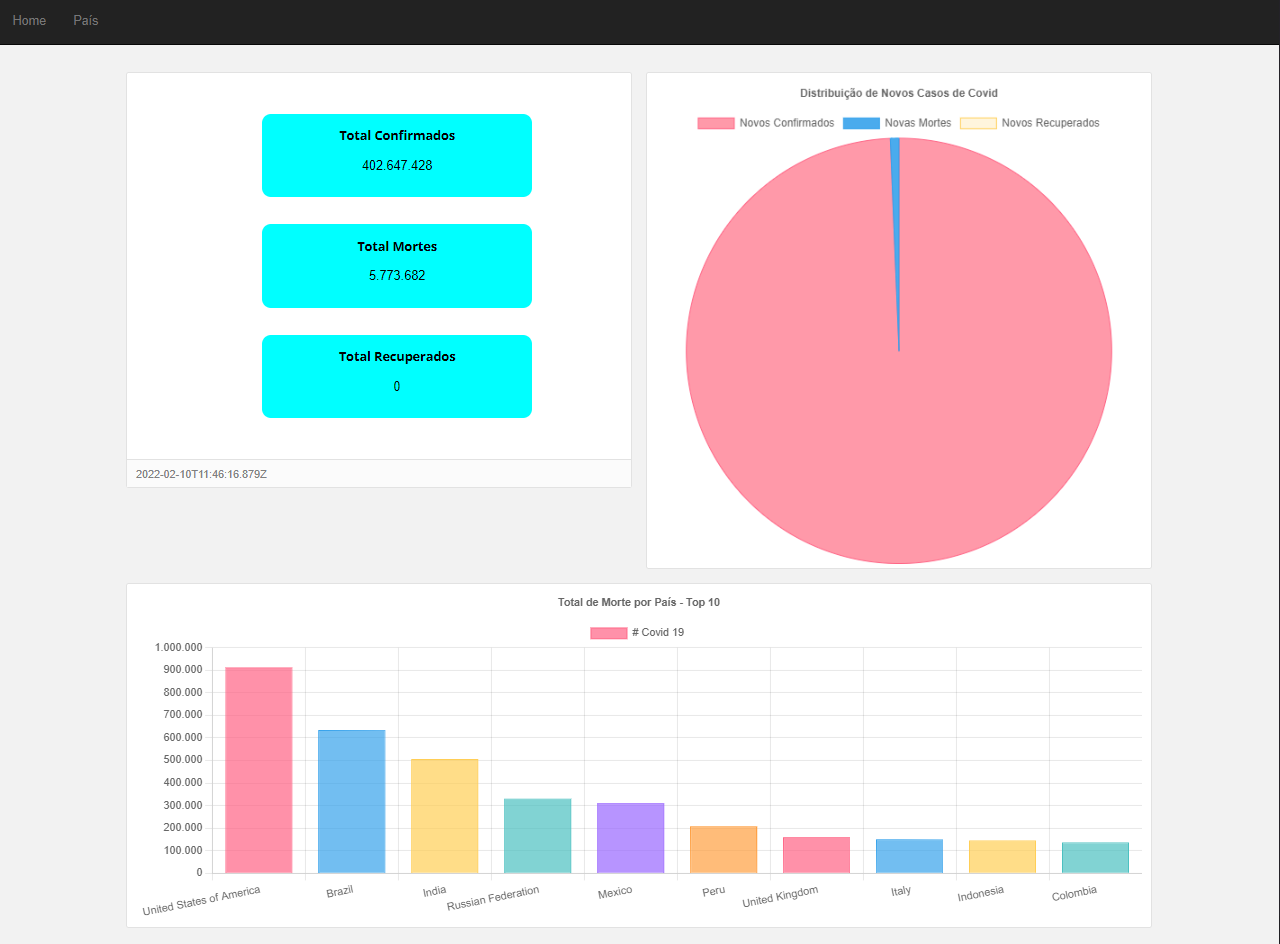 Home País
Total Confirmados
402.647.428
Total Mortes
5.773.682
Total Recuperados
0
2022-02-10T11:46:16.879Z
Distribuição de Novos Casos de Covid
Novos Confirmados Novas Mortes Novos Recuperados
Total de Morte por País - Top 10
# Covid 19
1.000.000
900.000
800.000
700.000
600.000
500.000
400.000
300.000
200.000
100.000
0
United States of America Brazil India Russian Federation Mexico Peru United Kingdom Italy Indonesia Colombia